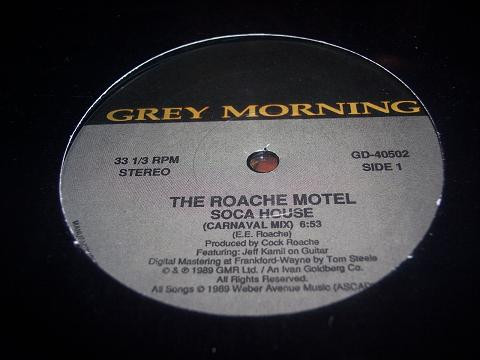 GREY MORNING
33 1/3 RPM
STEREO
GD-40502
SIDE 1
THE ROACHE MOTEL
SOCA HOUSE
(CARNAVAL MIX) 6:53
(E.E. Roache)
Produced by Cock Roache
Featuring: Jeff Kamil on Guitar
Digital Mastering at Frankford-Wayne by Tom Steele
© & ℗ 1989 GMR Ltd. / An Ivan Goldberg Co.
All Rights Reserved.
All Songs © 1989 Weber Avenue Music (ASCAP